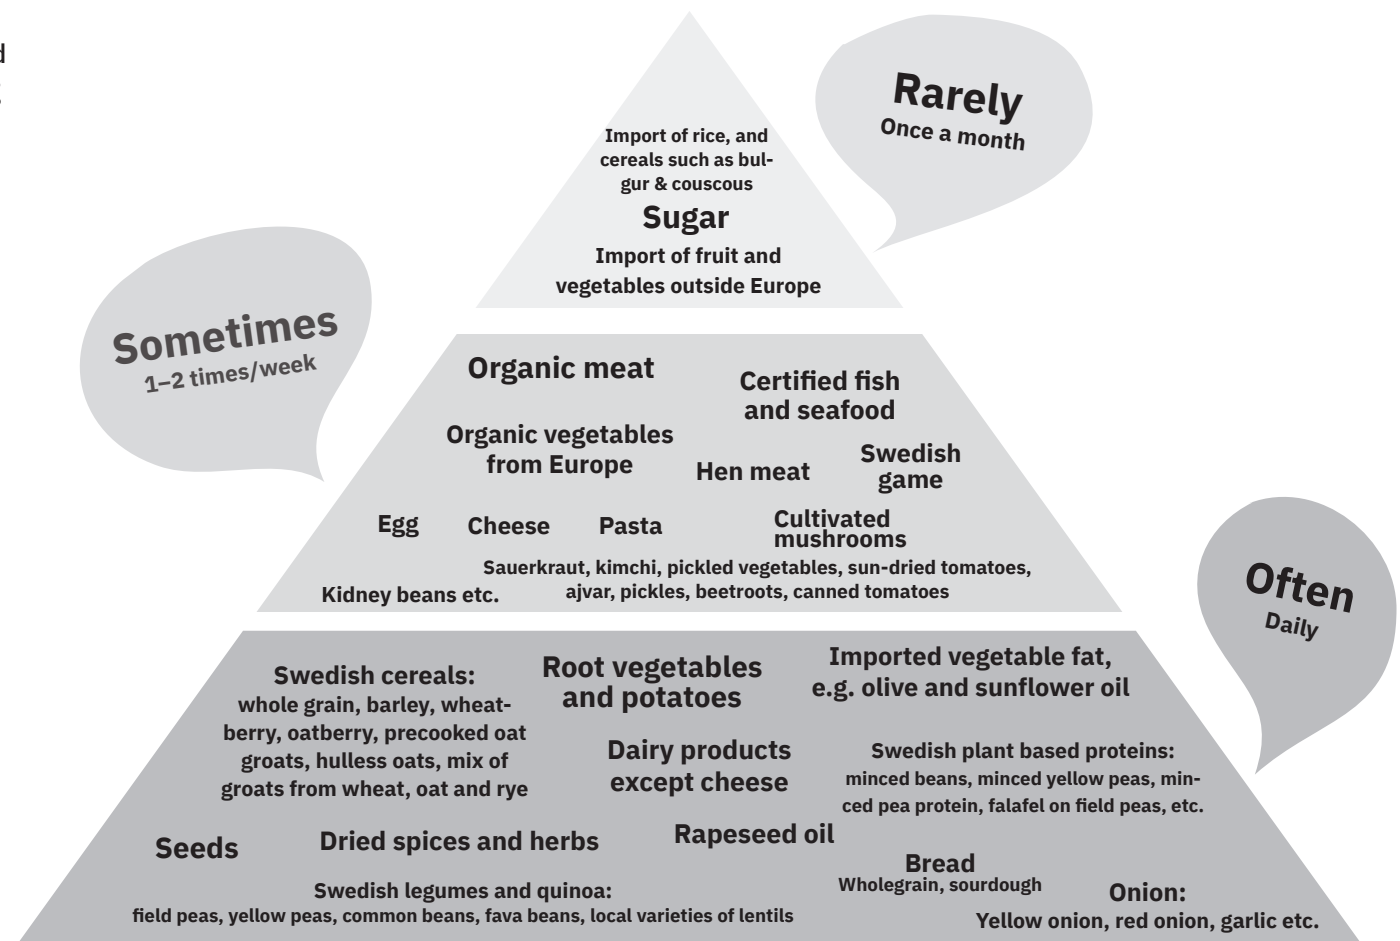 Rarely
Once a month
Import of rice, and
cereals such as bul-
gur & couscous
Sugar
Import of fruit and
vegetables outside Europe
Sometimes
1–2 times/week
Organic meat
Certified fish
and seafood
Organic vegetables
from Europe
Hen meat
Swedish
game
Egg
Cheese
Pasta
Cultivated
mushrooms
Sauerkraut, kimchi, pickled vegetables, sun-dried tomatoes,
ajvar, pickles, beetroots, canned tomatoes
Kidney beans etc.
Often
Daily
Swedish cereals:
whole grain, barley, wheat-
berry, oatberry, precooked oat
groats, hulless oats, mix of
groats from wheat, oat and rye
Root vegetables
and potatoes
Imported vegetable fat,
e.g. olive and sunflower oil
Dairy products
except cheese
Swedish plant based proteins:
minced beans, minced yellow peas, min-
ced pea protein, falafel on field peas, etc.
Seeds
Dried spices and herbs
Rapeseed oil
Bread
Wholegrain, sourdough
Swedish legumes and quinoa:
field peas, yellow peas, common beans, fava beans, local varieties of lentils
Onion:
Yellow onion, red onion, garlic etc.